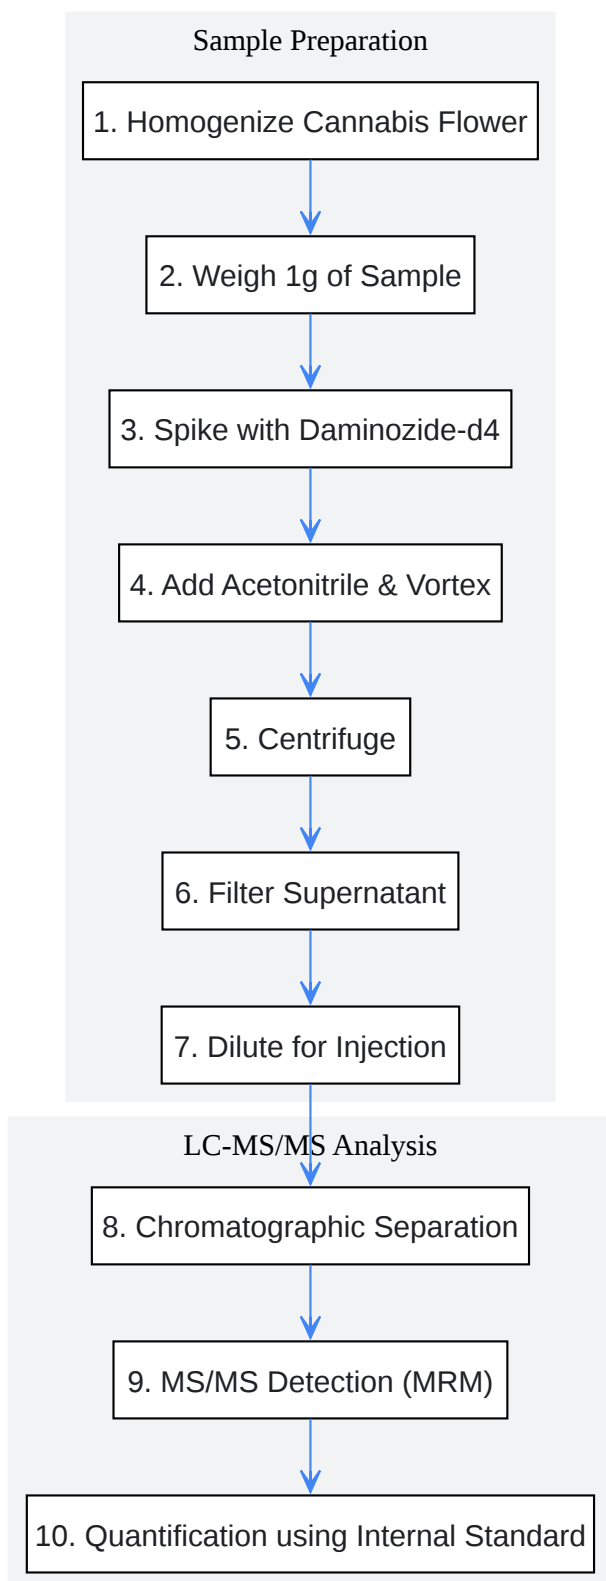 Sample Preparation
1. Homogenize Cannabis Flower
2. Weigh 1g of Sample
3. Spike with Daminozide-d4
4. Add Acetonitrile & Vortex
5. Centrifuge
6. Filter Supernatant
7. Dilute for Injection
LC-MS/MS Analysis
8. Chromatographic Separation
9. MS/MS Detection (MRM)
10. Quantification using Internal Standard